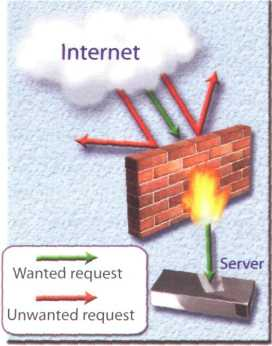 Internet
Server
Wanted request
Unwanted request